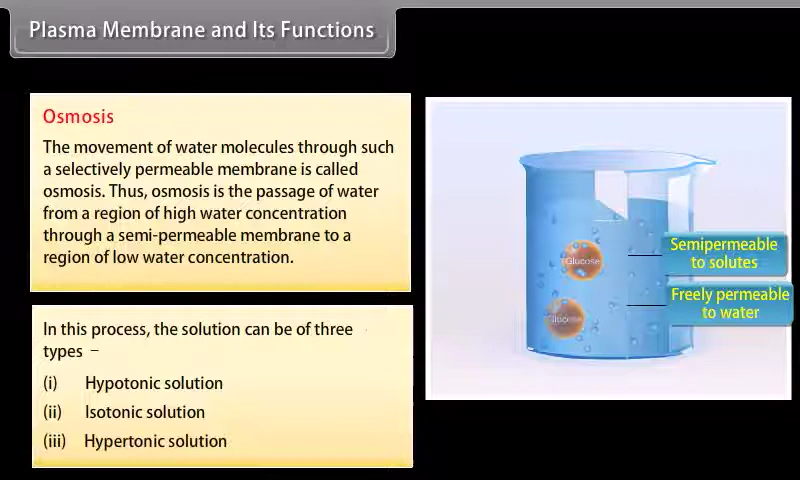 Plasma Membrane and Its Functions
Osmosis
The movement of water molecules through such
a selectively permeable membrane is called
osmosis. Thus, osmosis is the passage of water
from a region of high water concentration
through a semi-permeable membrane to a
region of low water concentration.
In this process, the solution can be of three
types –
(i) Hypotonic solution
(ii) Isotonic solution
(iii) Hypertonic solution
Glucose
Glucose
Semipermeable
to solutes
Freely permeable
to water